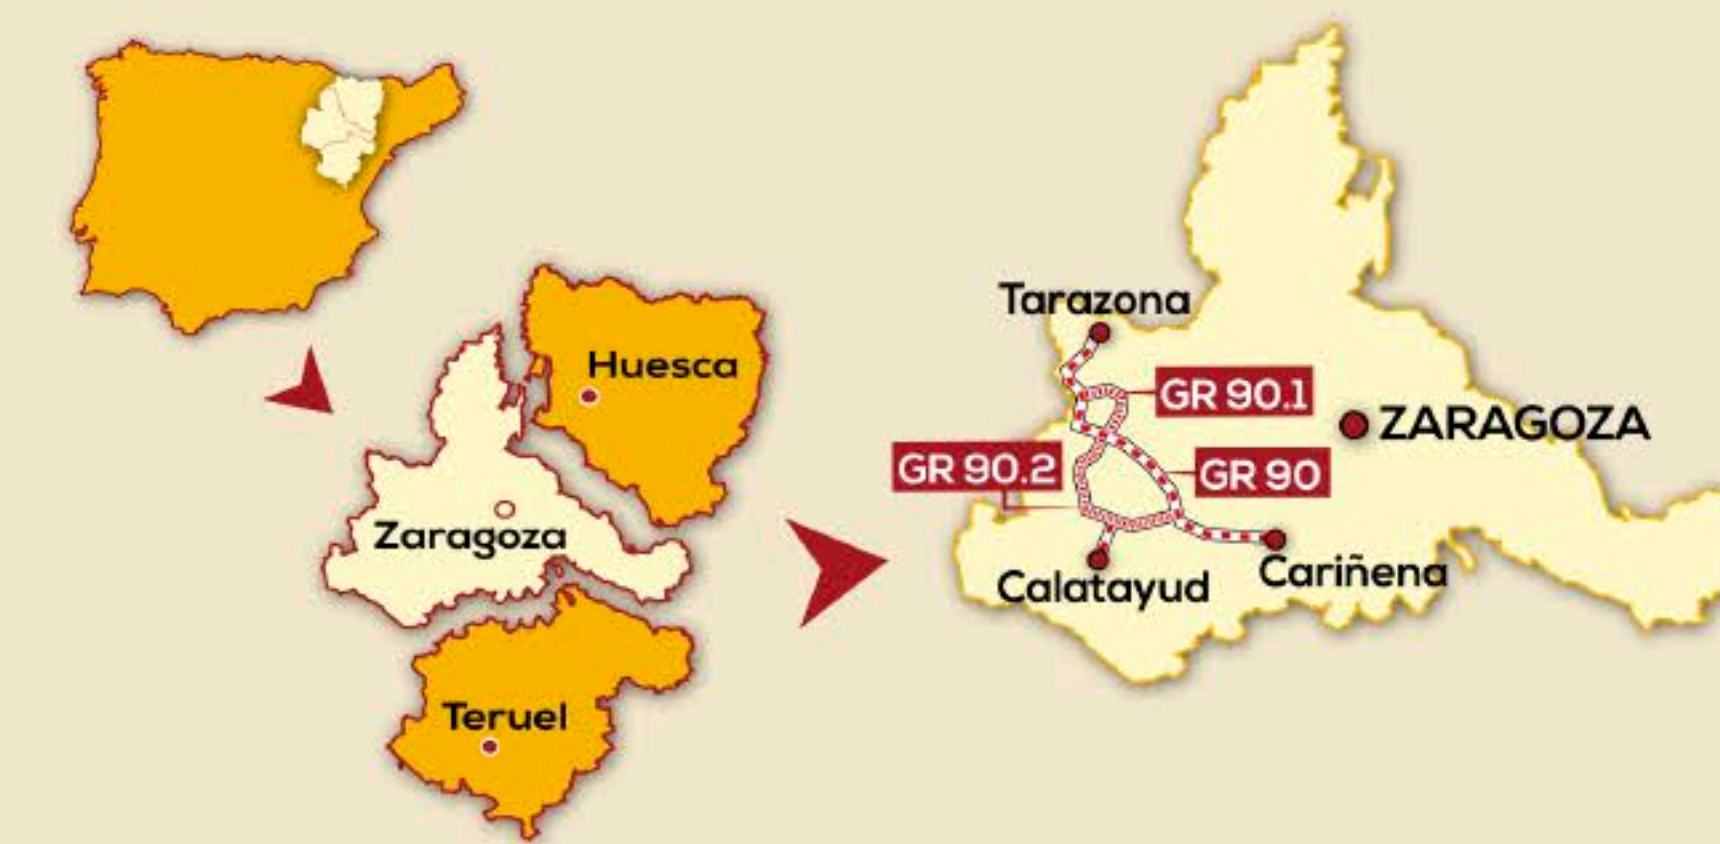 Huesca
Zaragoza
Teruel
Tarazona
GR 90.1
ZARAGOZA
GR 90.2
GR 90
Calatayud
Cariñena